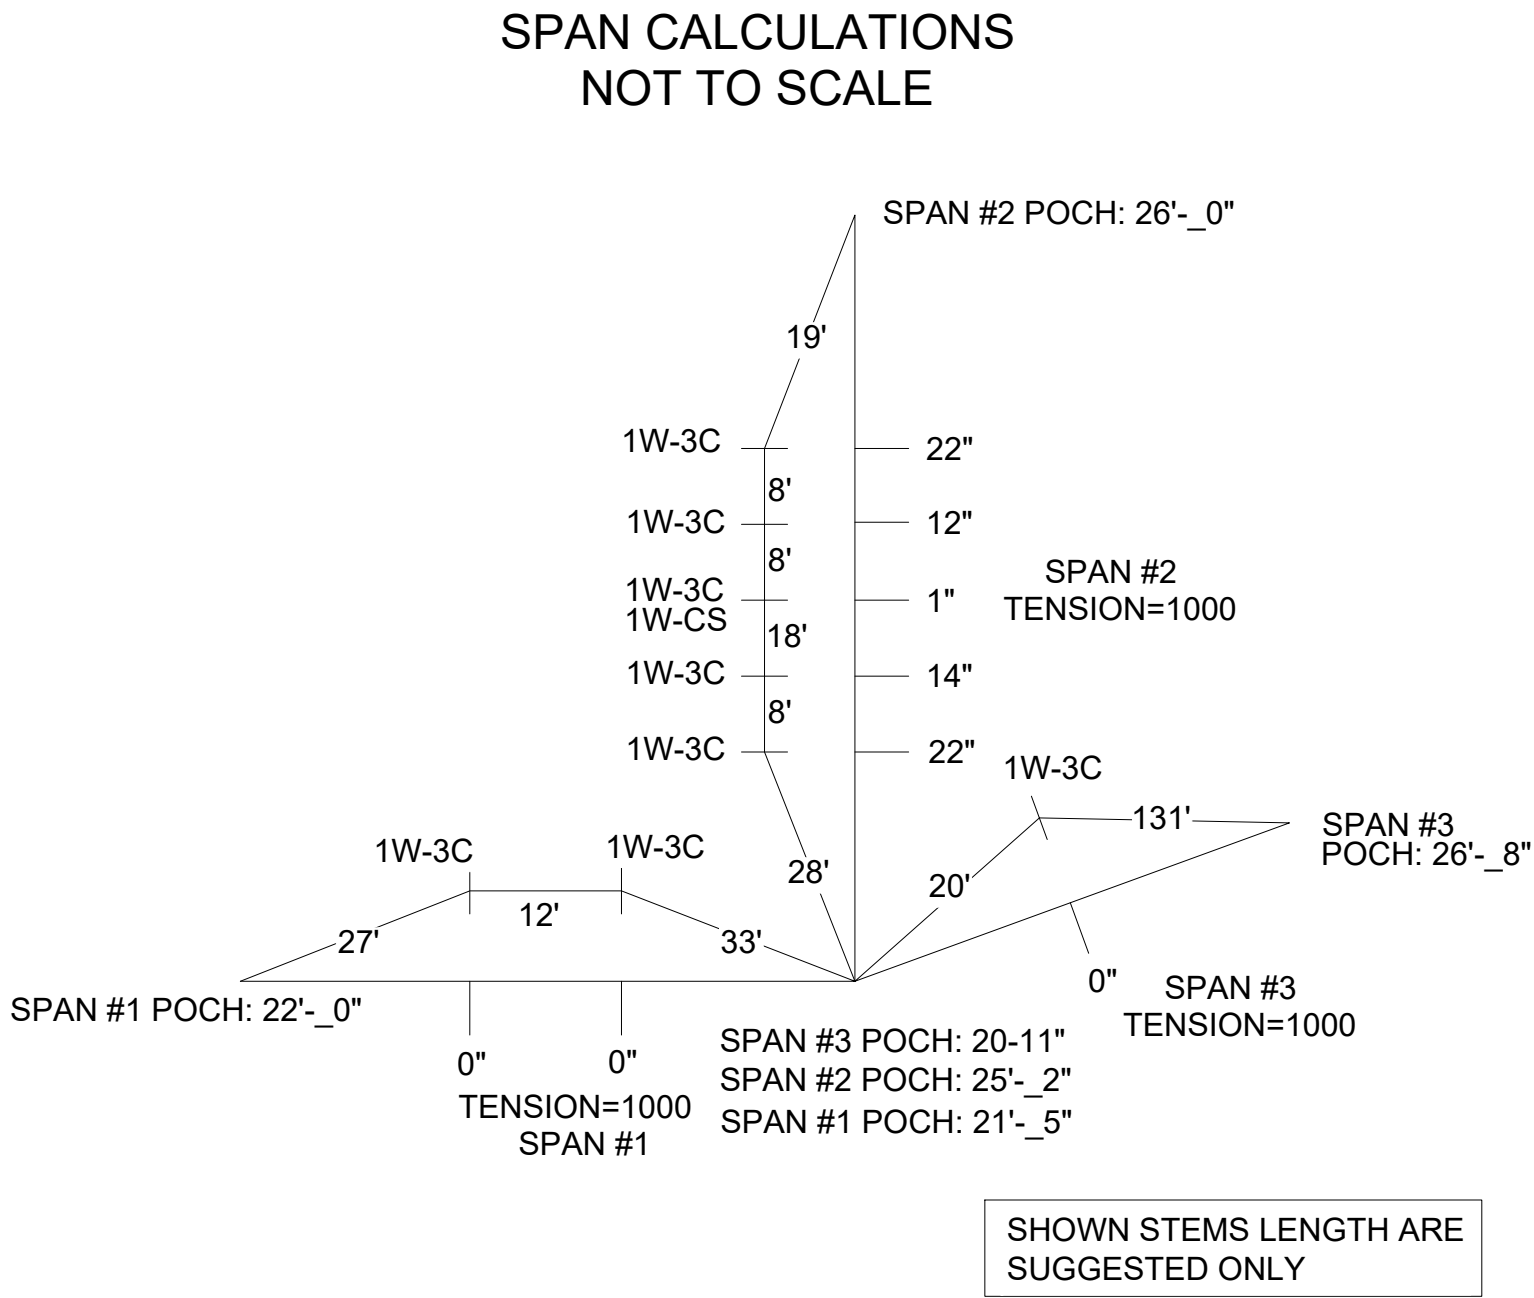 SPAN CALCULATIONS
NOT TO SCALE
SPAN #2 POCH: 26'-_0"
19'
1W-3C
22"
8'
1W-3C
12"
8'
1W-3C
1W-CS
1"
SPAN #2
TENSION=1000
18'
1W-3C
14"
8'
1W-3C
22"
1W-3C
131'
SPAN #3
POCH: 26'-_8"
1W-3C
1W-3C
28'
20'
12'
27'
33'
SPAN #1 POCH: 22'-_0"
0"
SPAN #3
TENSION=1000
0"
0"
TENSION=1000
SPAN #1
SPAN #3 POCH: 20-11"
SPAN #2 POCH: 25'-_2"
SPAN #1 POCH: 21'-_5"
SHOWN STEMS LENGTH ARE
SUGGESTED ONLY